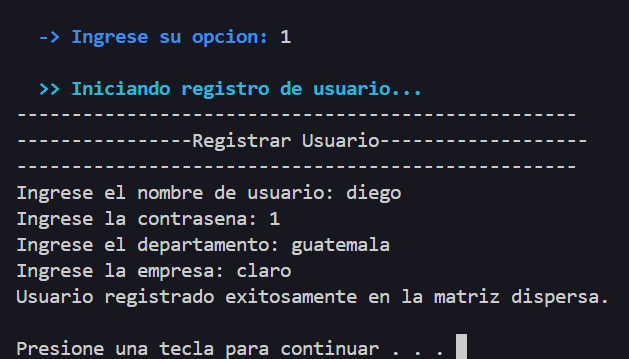 -> Ingrese su opcion: 1
>> Iniciando registro de usuario...
---------------------------------------------------
----------------Registrar Usuario-------------------
---------------------------------------------------
Ingrese el nombre de usuario: diego
Ingrese la contrasena: 1
Ingrese el departamento: guatemala
Ingrese la empresa: claro
Usuario registrado exitosamente en la matriz dispersa.
Presione una tecla para continuar . . .